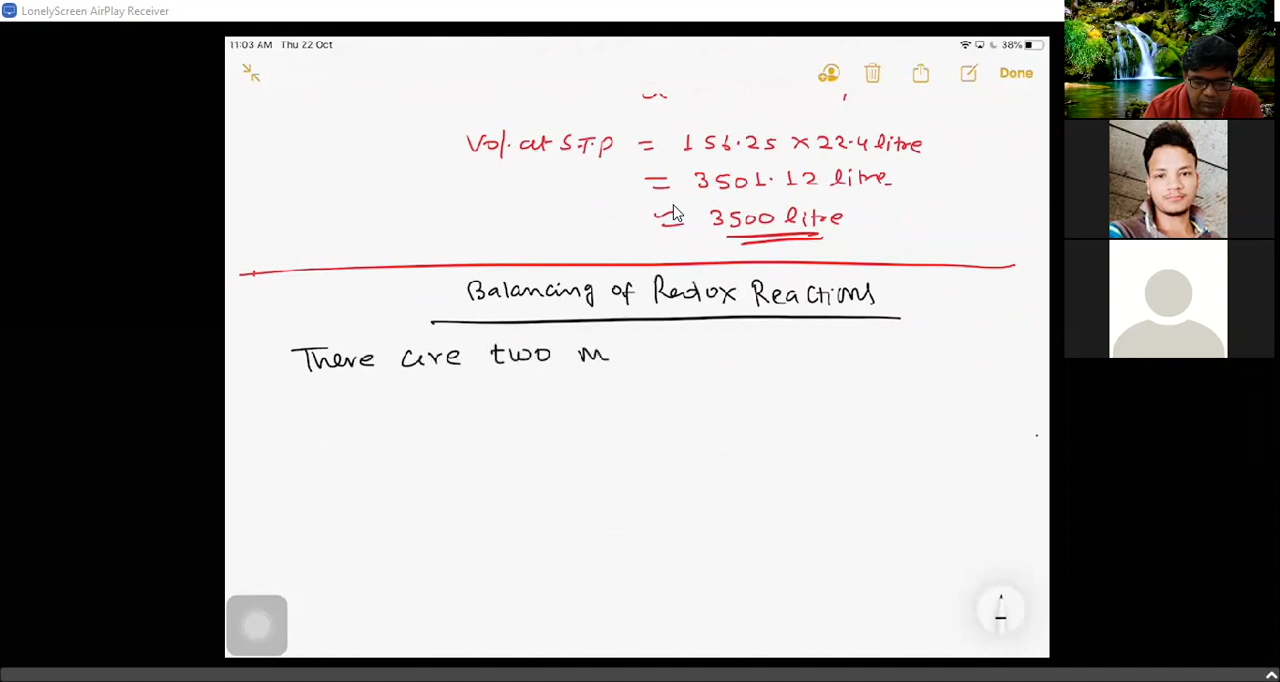 LonelyScreen AirPlay Receiver
11:03 AM Thu 22 Oct
38%
Done
Vol. at S.T.P = 156.25 × 22.4 litre
= 3501.12 litre
≈ 3500 litre
Balancing of Redox Reactions
There are two m